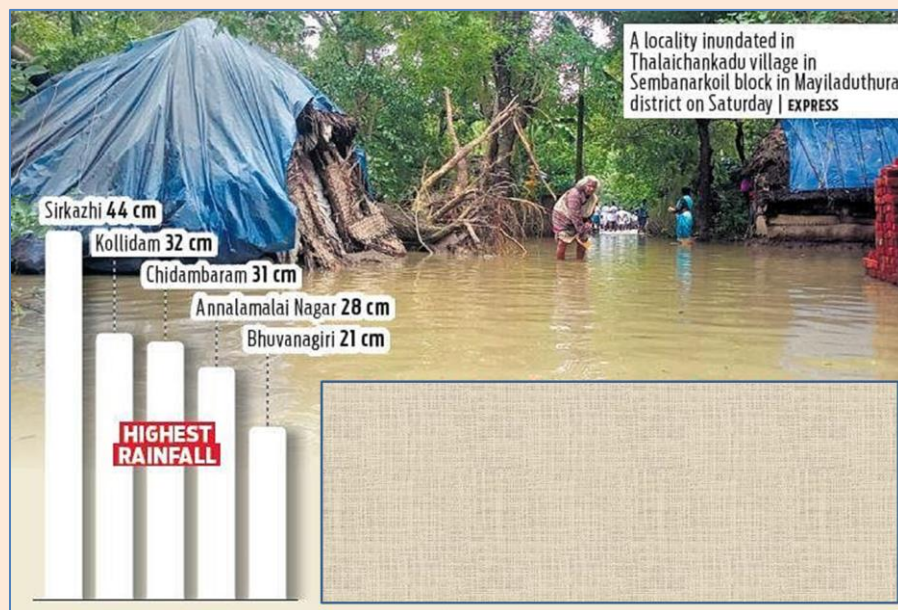 A locality inundated in
Thalaichankadu village in
Sembanarkoil block in Mayiladuthura
district on Saturday | EXPRESS
Sirkazhi 44 cm
Kollidam 32 cm
Chidambaram 31 cm
Annalamalai Nagar 28 cm
Bhuvanagiri 21 cm
HIGHEST
RAINFALL